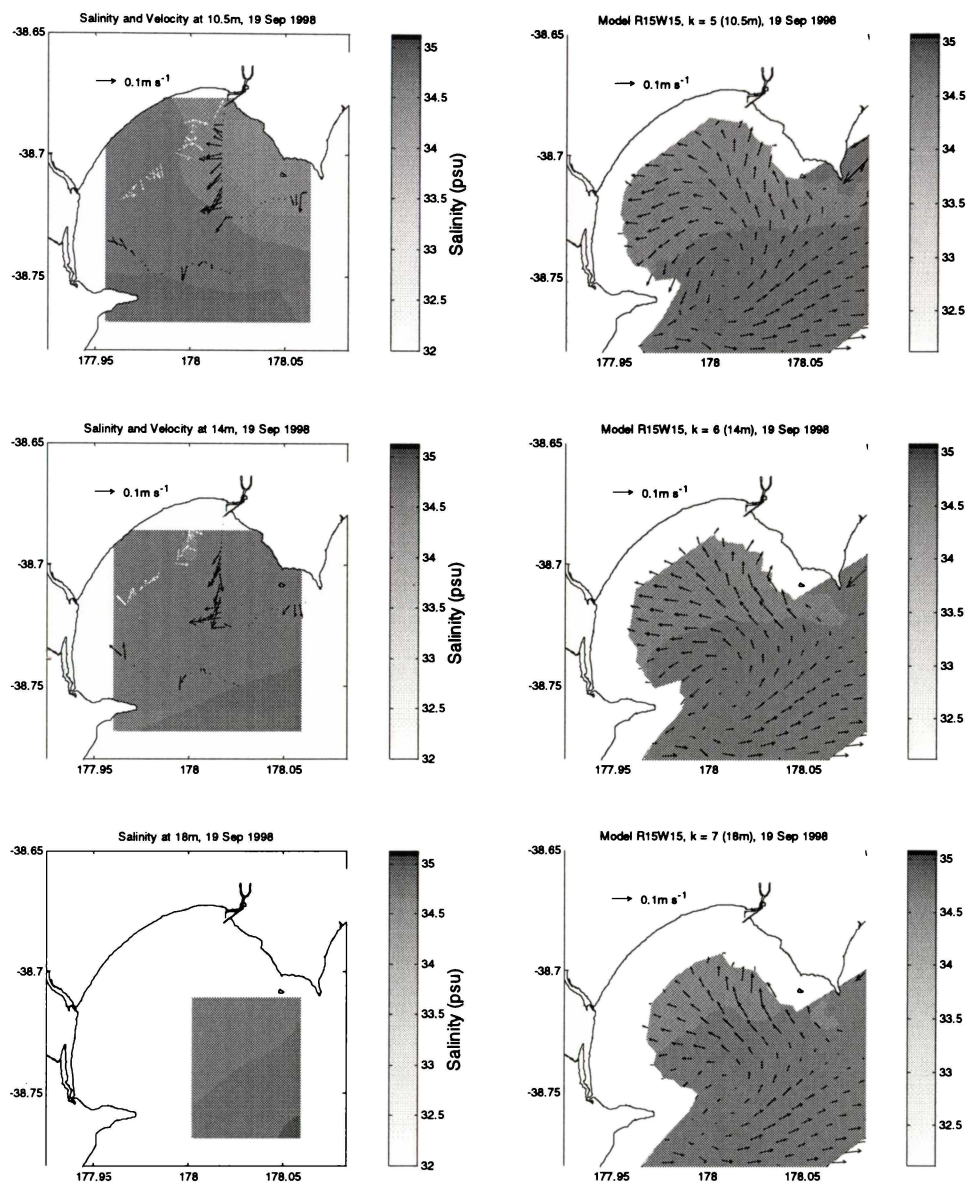 Salinity and Velocity at 10.5m, 19 Sep 1998
-38.65
-38.7
-38.75
177.95 178 178.05
0.1m s-1
35
34.5
34
33.5
33
32.5
32
Salinity (psu)
Model R15W15, k = 5 (10.5m), 19 Sep 1998
-38.65
-38.7
-38.75
177.95 178 178.05
0.1m s-1
35
34.5
34
33.5
33
32.5
Salinity and Velocity at 14m, 19 Sep 1998
-38.65
-38.7
-38.75
177.95 178 178.05
0.1m s-1
35
34.5
34
33.5
33
32.5
32
Salinity (psu)
Model R15W15, k = 6 (14m), 19 Sep 1998
-38.65
-38.7
-38.75
177.95 178 178.05
0.1m s-1
35
34.5
34
33.5
33
32.5
Salinity at 18m, 19 Sep 1998
-38.65
-38.7
-38.75
177.95 178 178.05
35
34.5
34
33.5
33
32.5
32
Salinity (psu)
Model R15W15, k = 7 (18m), 19 Sep 1998
-38.65
-38.7
-38.75
177.95 178 178.05
0.1m s-1
35
34.5
34
33.5
33
32.5